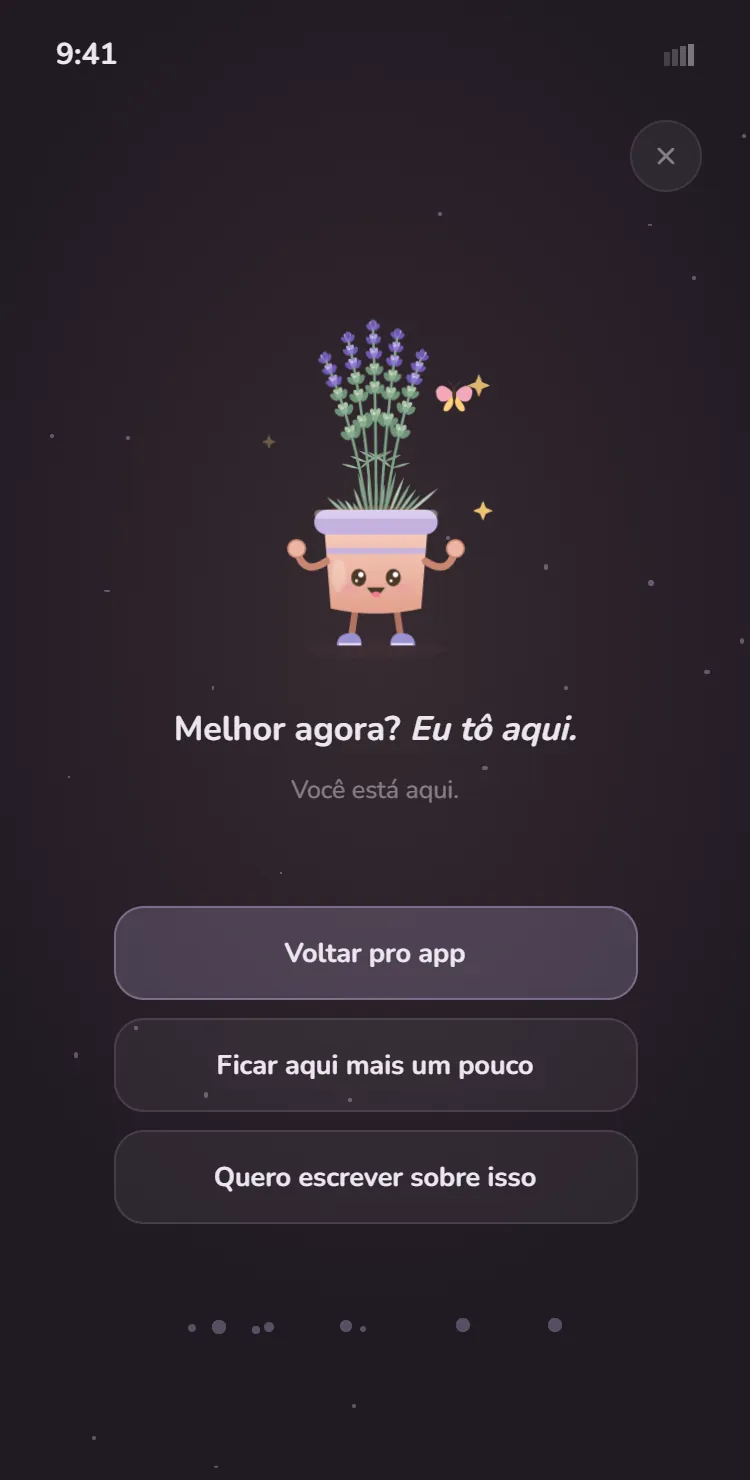 9:41
Melhor agora? Eu tô aqui.
Você está aqui.
Voltar pro app
Ficar aqui mais um pouco
Quero escrever sobre isso